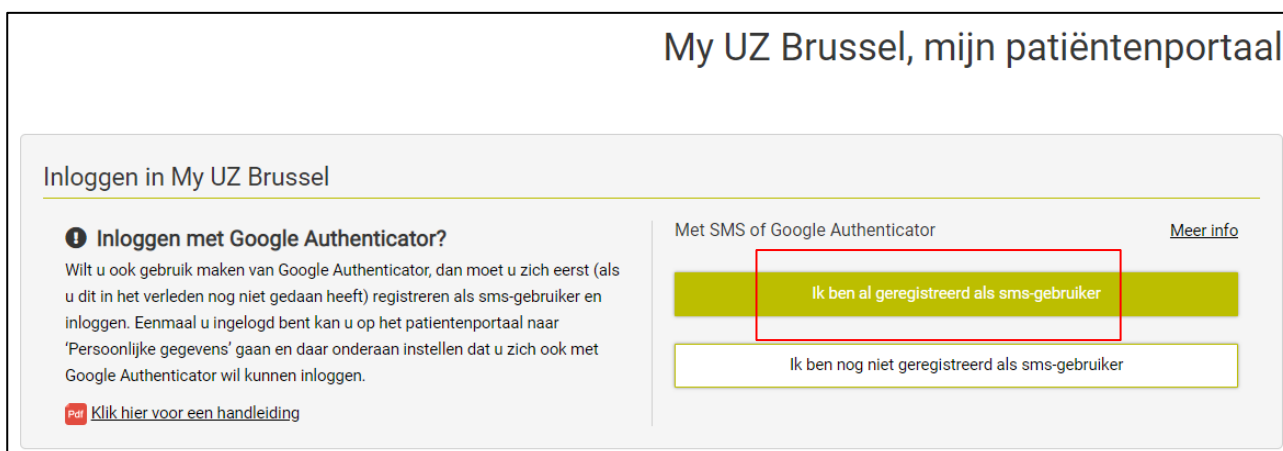 My UZ Brussel, mijn patiëntenportaal
Inloggen in My UZ Brussel
Inloggen met Google Authenticator?
Wilt u ook gebruik maken van Google Authenticator, dan moet u zich eerst (als
u dit in het verleden nog niet gedaan heeft) registreren als sms-gebruiker en
inloggen. Eenmaal u ingelogd bent kan u op het patientenportaal naar
‘Persoonlijke gegevens’ gaan en daar onderaan instellen dat u zich ook met
Google Authenticator wil kunnen inloggen.
Pdf Klik hier voor een handleiding
Met SMS of Google Authenticator Meer info
Ik ben al geregistreerd als sms-gebruiker
Ik ben nog niet geregistreerd als sms-gebruiker